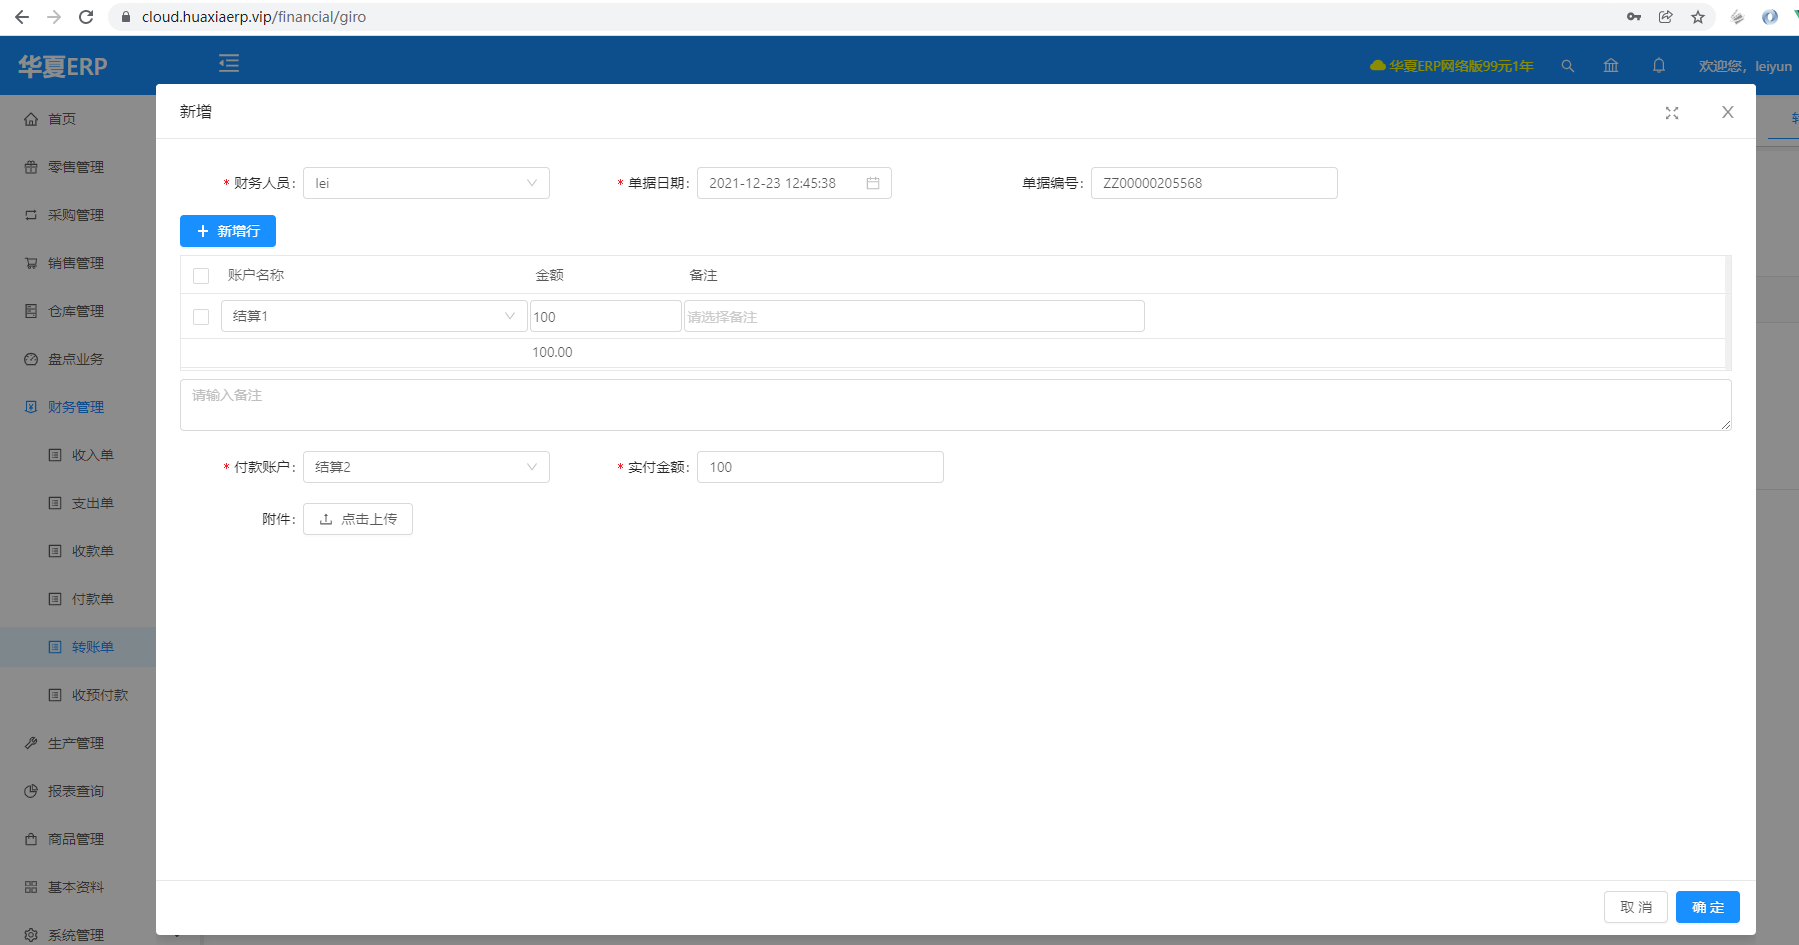 cloud.huaxiaerp.vip/financial/giro
华夏ERP
华夏ERP网络版99元1年
欢迎您，leiyun
首页
零售管理
采购管理
销售管理
仓库管理
盘点业务
财务管理
收入单
支出单
收款单
付款单
转账单
收预付款
生产管理
报表查询
商品管理
基本资料
系统管理
新增
* 财务人员: lei
* 单据日期: 2021-12-23 12:45:38
单据编号: ZZ00000205568
+ 新增行
账户名称 金额 备注
结算1 100 请选择备注
100.00
请输入备注
* 付款账户: 结算2
* 实付金额: 100
附件: 点击上传
取 消
确 定